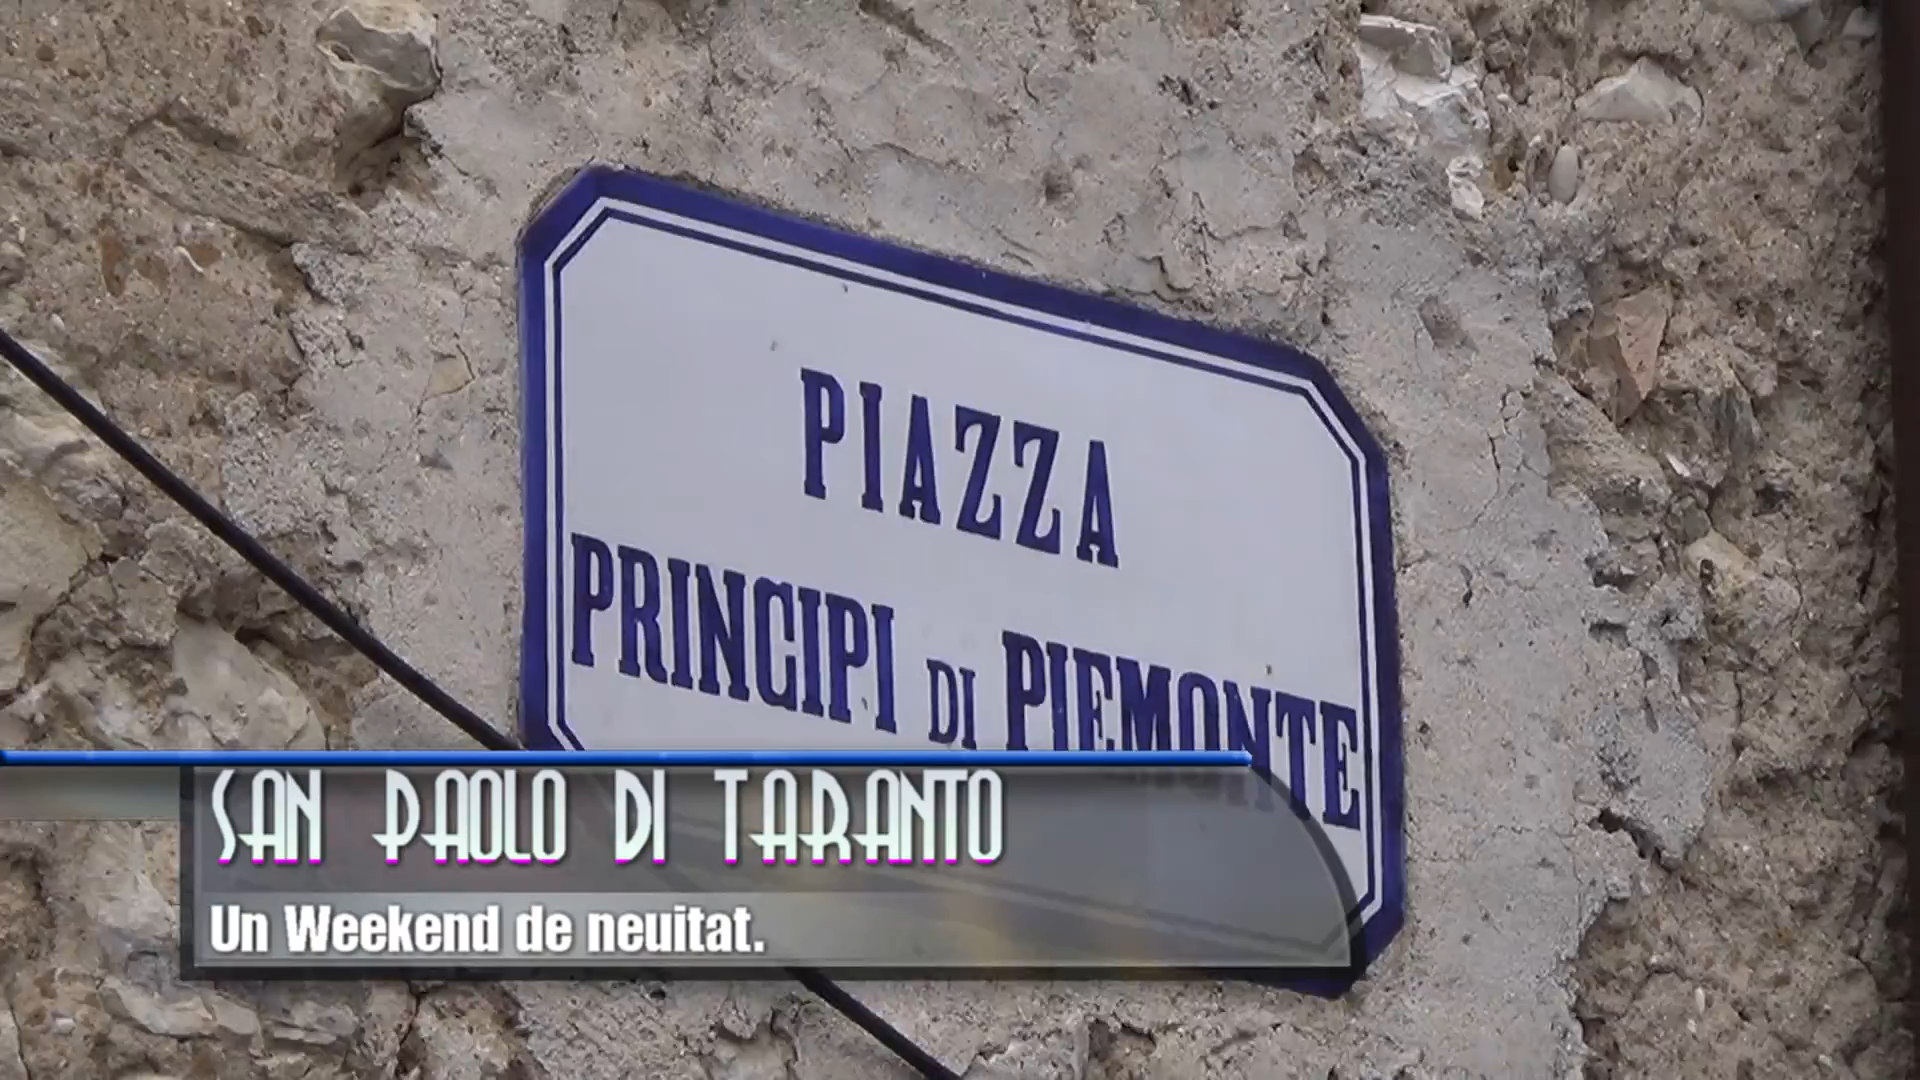 PIAZZA
PRINCIPI DI PIEMONTE
SAN PAOLO DI TARANTO
Un Weekend de neuitat.